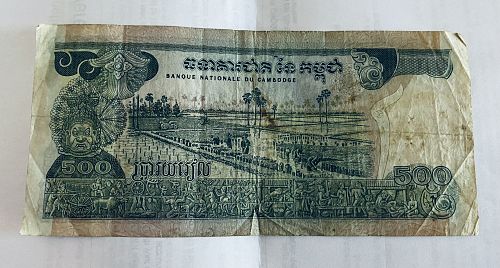 ធនាគារជាតិ នៃ កម្ពុជា
BANQUE NATIONALE DU CAMBODGE
500 ប្រាំរយរៀល 500